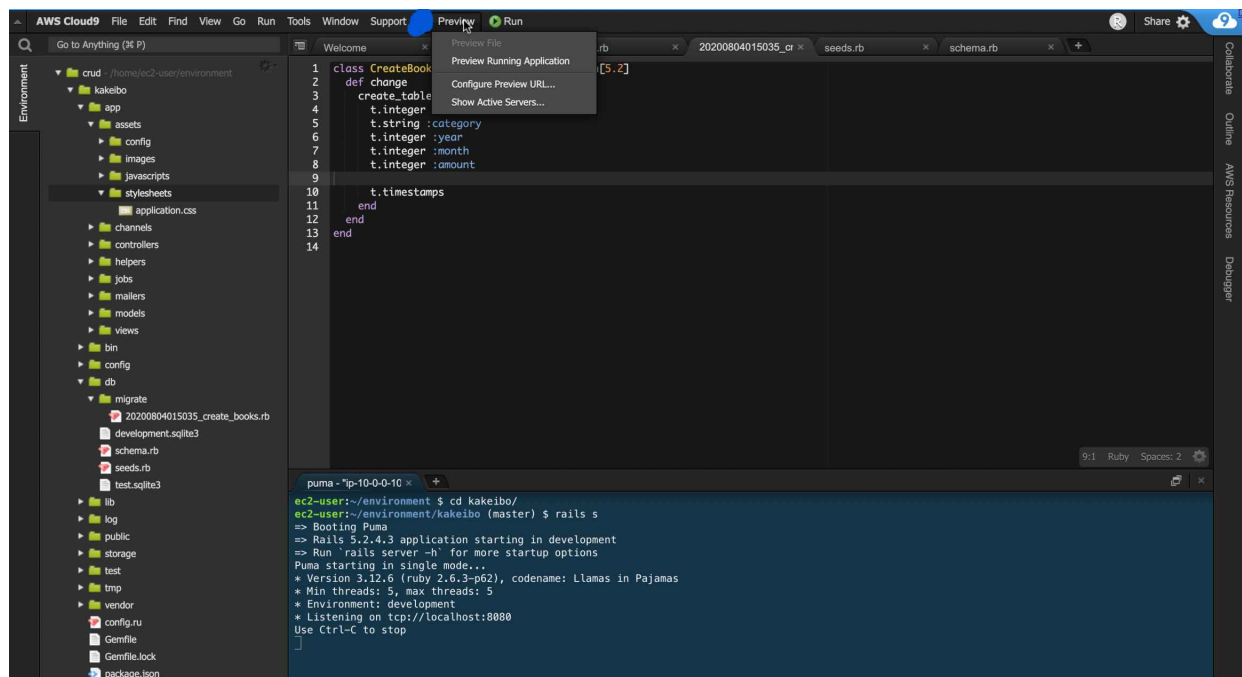 AWS Cloud9 File Edit Find View Go Run Tools Window Support Preview Run Share
Go to Anything (⌘ P)
Welcome
.rb
20200804015035_cr
seeds.rb
schema.rb
Preview File
Preview Running Application
Configure Preview URL...
Show Active Servers...
Environment
crud - /home/ec2-user/environment
kakeibo
app
assets
config
images
javascripts
stylesheets
application.css
channels
controllers
helpers
jobs
mailers
models
views
bin
config
db
migrate
20200804015035_create_books.rb
development.sqlite3
schema.rb
seeds.rb
test.sqlite3
lib
log
public
storage
test
tmp
vendor
config.ru
Gemfile
Gemfile.lock
package.json
1 class CreateBook [5.2]
2 def change
3 create_table
4 t.integer
5 t.string :category
6 t.integer :year
7 t.integer :month
8 t.integer :amount
9
10 t.timestamps
11 end
12 end
13 end
14
9:1 Ruby Spaces: 2
puma - "ip-10-0-0-10
ec2-user:~/environment $ cd kakeibo/
ec2-user:~/environment/kakeibo (master) $ rails s
=> Booting Puma
=> Rails 5.2.4.3 application starting in development
=> Run `rails server -h` for more startup options
Puma starting in single mode...
* Version 3.12.6 (ruby 2.6.3-p62), codename: Llamas in Pajamas
* Min threads: 5, max threads: 5
* Environment: development
* Listening on tcp://localhost:8080
Use Ctrl-C to stop
Collaborate
Outline
AWS Resources
Debugger
R
9